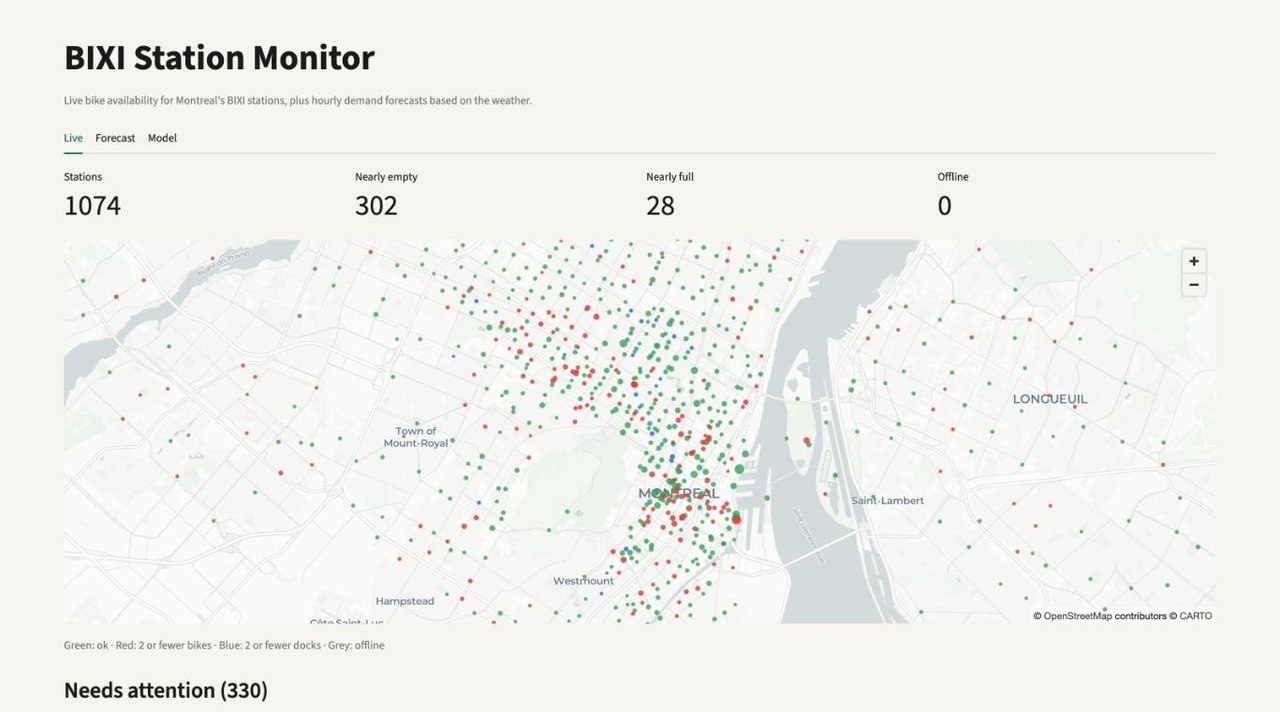 BIXI Station Monitor
Live bike availability for Montreal's BIXI stations, plus hourly demand forecasts based on the weather.
Live Forecast Model
Stations Nearly empty Nearly full Offline
1074 302 28 0
+
−
LONGUEUIL
Town of
Mount-Royal
MONTREAL
Saint-Lambert
Westmount
Hampstead
© OpenStreetMap contributors © CARTO
Green: ok · Red: 2 or fewer bikes · Blue: 2 or fewer docks · Grey: offline
Needs attention (330)